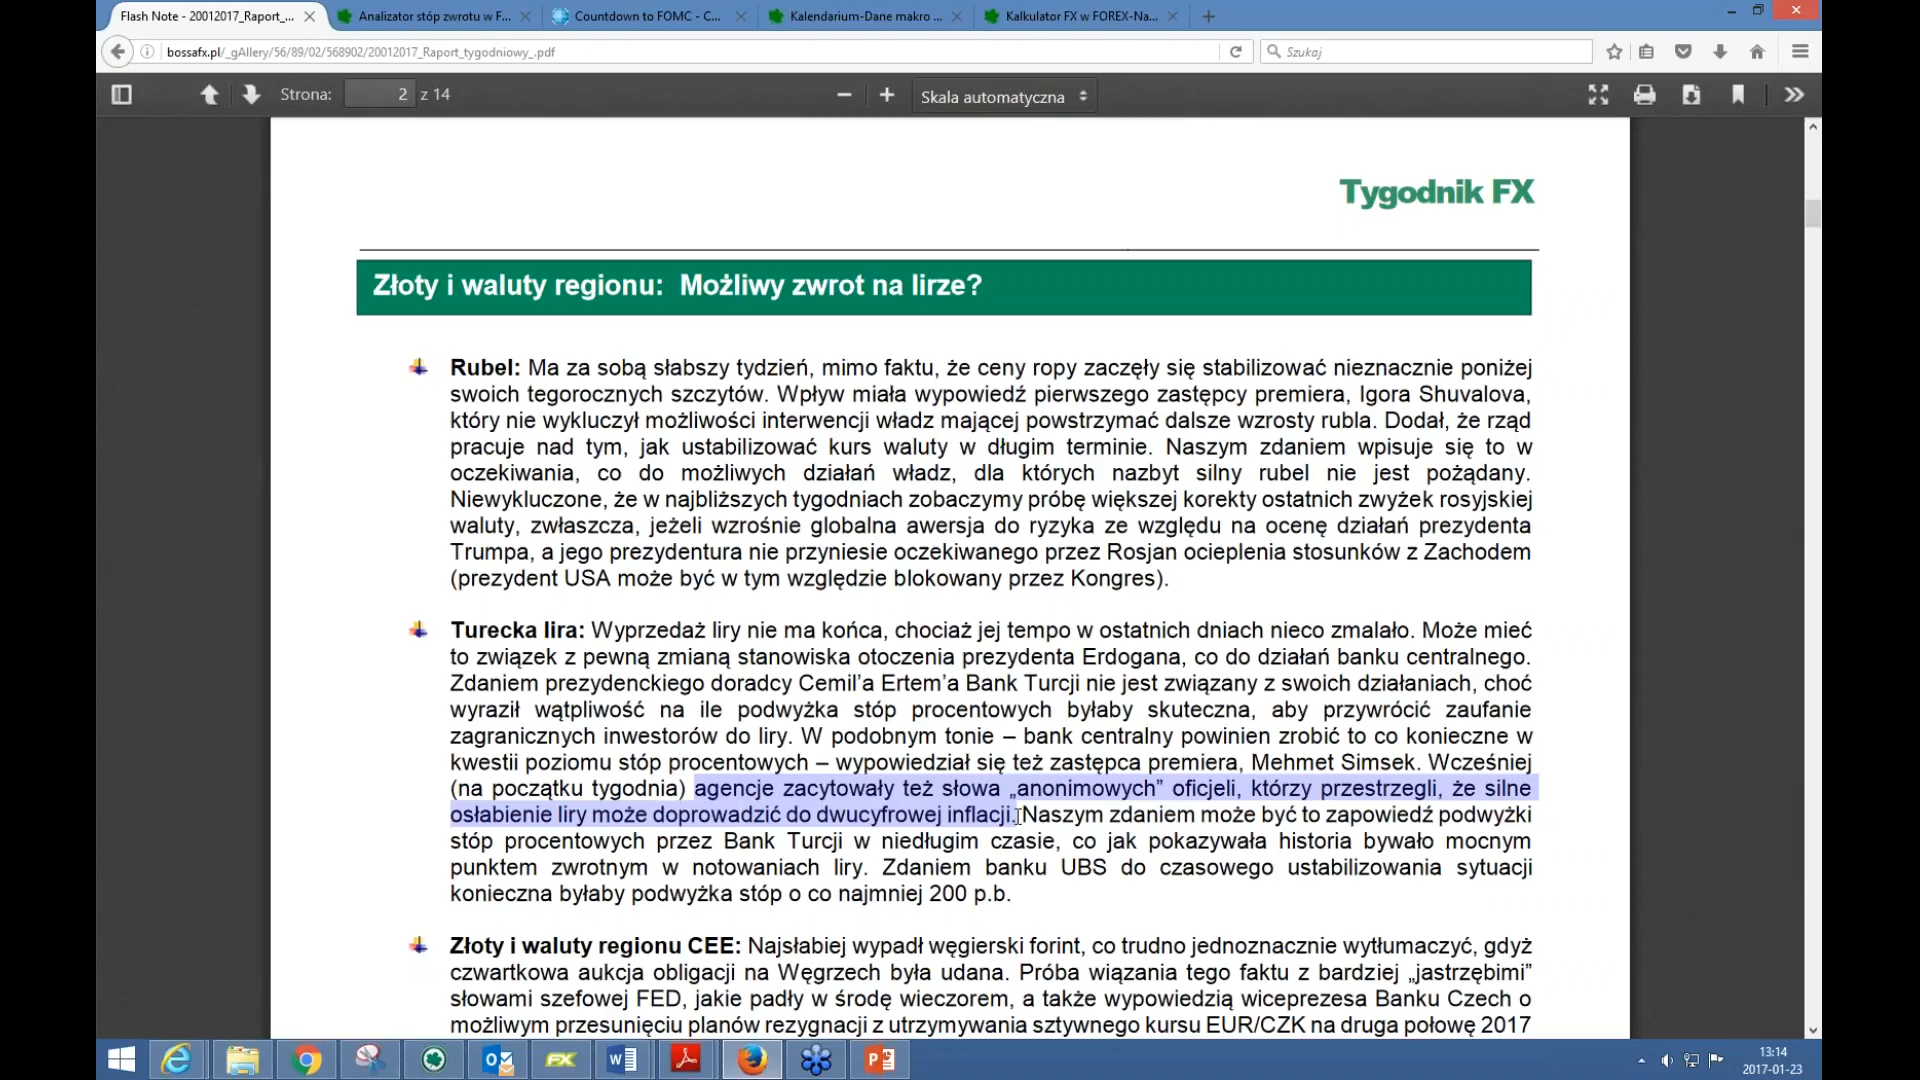 Flash Note - 20012017_Raport_...
Analizator stóp zwrotu w F...
Countdown to FOMC - C...
Kalendarium-Dane makro ...
Kalkulator FX w FOREX-Na...
bossafx.pl/_gAllery/56/89/02/568902/20012017_Raport_tygodniowy_.pdf
Szukaj
Strona: 2 z 14
Skala automatyczna
Tygodnik FX
Złoty i waluty regionu: Możliwy zwrot na lirze?
Rubel: Ma za sobą słabszy tydzień, mimo faktu, że ceny ropy zaczęły się stabilizować nieznacznie poniżej
swoich tegorocznych szczytów. Wpływ miała wypowiedź pierwszego zastępcy premiera, Igora Shuvalova,
który nie wykluczył możliwości interwencji władz mającej powstrzymać dalsze wzrosty rubla. Dodał, że rząd
pracuje nad tym, jak ustabilizować kurs waluty w długim terminie. Naszym zdaniem wpisuje się to w
oczekiwania, co do możliwych działań władz, dla których nazbyt silny rubel nie jest pożądany.
Niewykluczone, że w najbliższych tygodniach zobaczymy próbę większej korekty ostatnich zwyżek rosyjskiej
waluty, zwłaszcza, jeżeli wzrośnie globalna awersja do ryzyka ze względu na ocenę działań prezydenta
Trumpa, a jego prezydentura nie przyniesie oczekiwanego przez Rosjan ocieplenia stosunków z Zachodem
(prezydent USA może być w tym względzie blokowany przez Kongres).
Turecka lira: Wyprzedaż liry nie ma końca, chociaż jej tempo w ostatnich dniach nieco zmalało. Może mieć
to związek z pewną zmianą stanowiska otoczenia prezydenta Erdogana, co do działań banku centralnego.
Zdaniem prezydenckiego doradcy Cemil’a Ertem’a Bank Turcji nie jest związany z swoich działaniach, choć
wyraził wątpliwość na ile podwyżka stóp procentowych byłaby skuteczna, aby przywrócić zaufanie
zagranicznych inwestorów do liry. W podobnym tonie – bank centralny powinien zrobić to co konieczne w
kwestii poziomu stóp procentowych – wypowiedział się też zastępca premiera, Mehmet Simsek. Wcześniej
(na początku tygodnia) agencje zacytowały też słowa „anonimowych” oficjeli, którzy przestrzegli, że silne
osłabienie liry może doprowadzić do dwucyfrowej inflacji. Naszym zdaniem może być to zapowiedź podwyżki
stóp procentowych przez Bank Turcji w niedługim czasie, co jak pokazywała historia bywało mocnym
punktem zwrotnym w notowaniach liry. Zdaniem banku UBS do czasowego ustabilizowania sytuacji
konieczna byłaby podwyżka stóp o co najmniej 200 p.b.
Złoty i waluty regionu CEE: Najsłabiej wypadł węgierski forint, co trudno jednoznacznie wytłumaczyć, gdyż
czwartkowa aukcja obligacji na Węgrzech była udana. Próba wiązania tego faktu z bardziej „jastrzębimi”
słowami szefowej FED, jakie padły w środę wieczorem, a także wypowiedzią wiceprezesa Banku Czech o
możliwym przesunięciu planów rezygnacji z utrzymywania sztywnego kursu EUR/CZK na druga połowę 2017
FX
13:14
2017-01-23